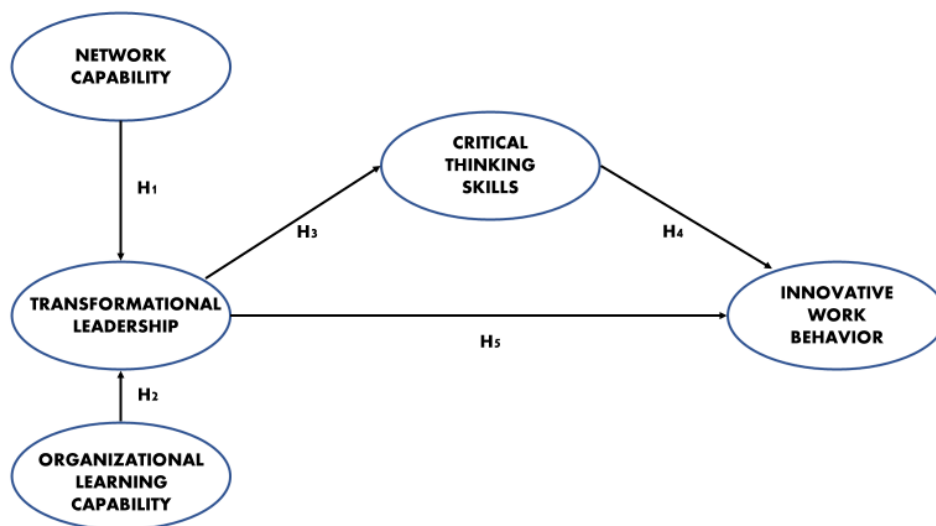 NETWORK
CAPABILITY
H₁
CRITICAL
THINKING
SKILLS
H₃
H₄
TRANSFORMATIONAL
LEADERSHIP
INNOVATIVE
WORK
BEHAVIOR
H₅
H₂
ORGANIZATIONAL
LEARNING
CAPABILITY